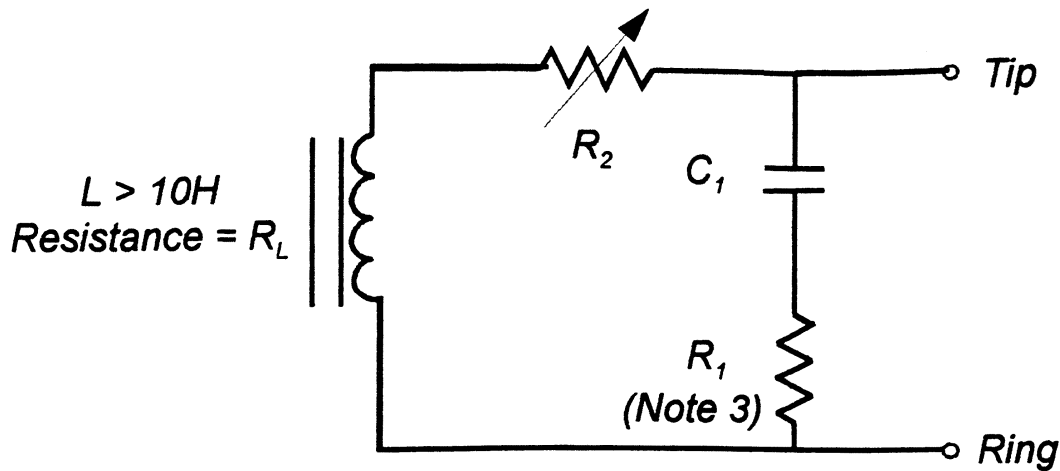 Tip
R2
C1
L > 10H
Resistance = RL
R1
(Note 3)
Ring